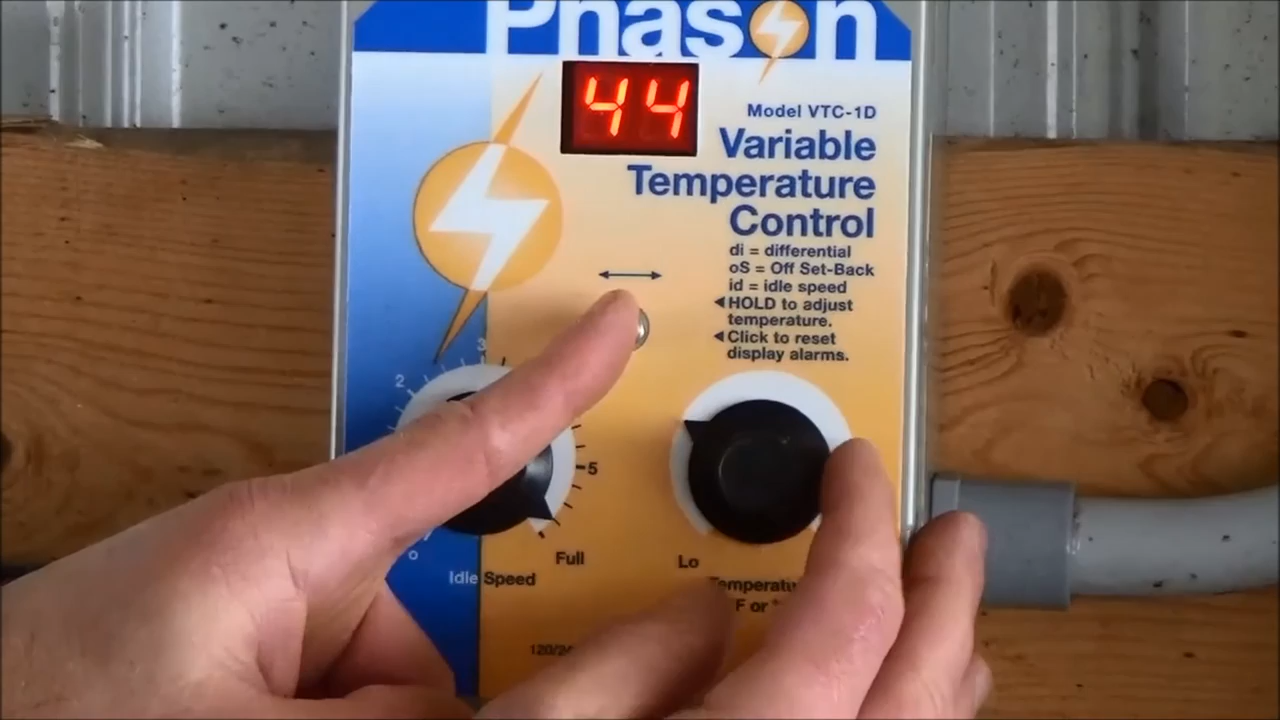 Phason
44
Model VTC-1D
Variable
Temperature
Control
di = differential
oS = Off Set-Back
id = idle speed
HOLD to adjust
temperature.
Click to reset
display alarms.
3
2
5
Full
Idle Speed
Lo
F or